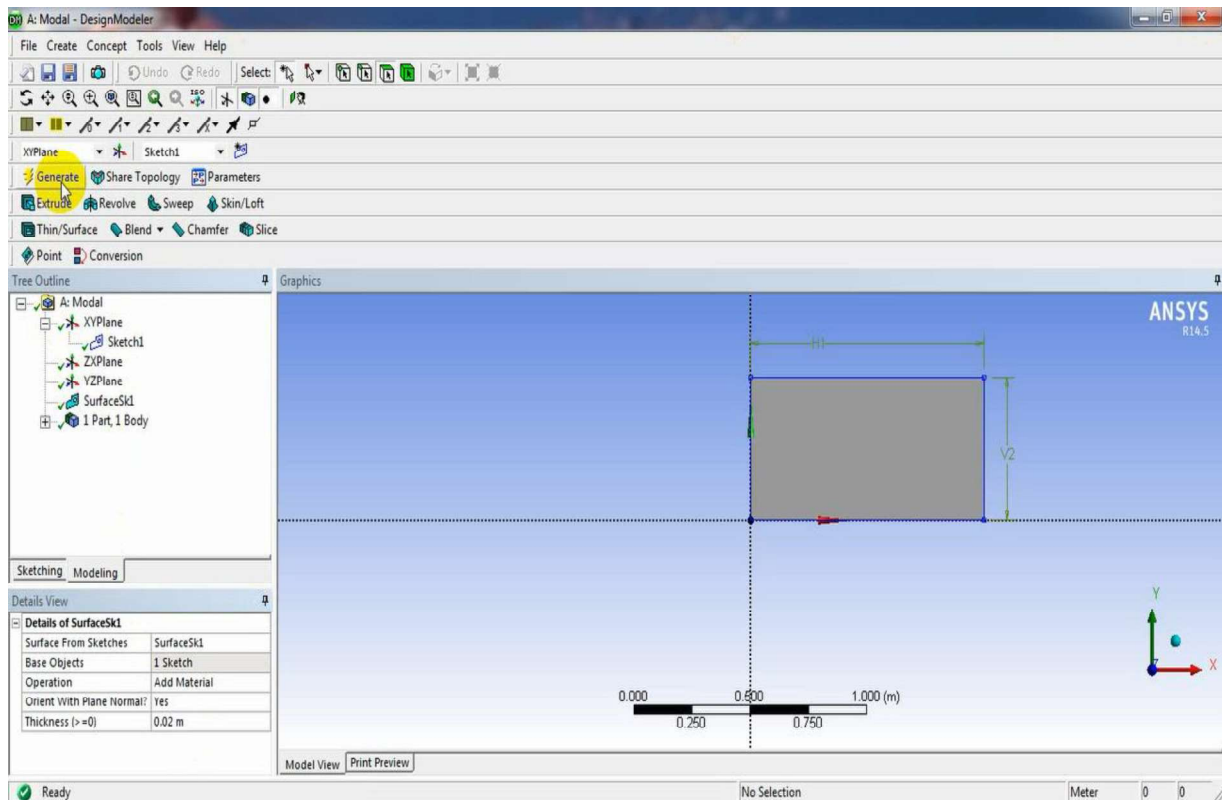 A: Modal - DesignModeler
File Create Concept Tools View Help
Undo Redo Select:
XYPlane Sketch1
Generate Share Topology Parameters
Extrude Revolve Sweep Skin/Loft
Thin/Surface Blend Chamfer Slice
Point Conversion
Tree Outline
A: Modal
XYPlane
Sketch1
ZXPlane
YZPlane
SurfaceSk1
1 Part, 1 Body
Sketching Modeling
Details View
Details of SurfaceSk1
Surface From Sketches SurfaceSk1
Base Objects 1 Sketch
Operation Add Material
Orient With Plane Normal? Yes
Thickness (>=0) 0.02 m
Graphics
ANSYS
R14.5
H1
V2
Y
X
Z
0.000 0.500 1.000 (m)
0.250 0.750
Model View Print Preview
Ready No Selection Meter 0 0